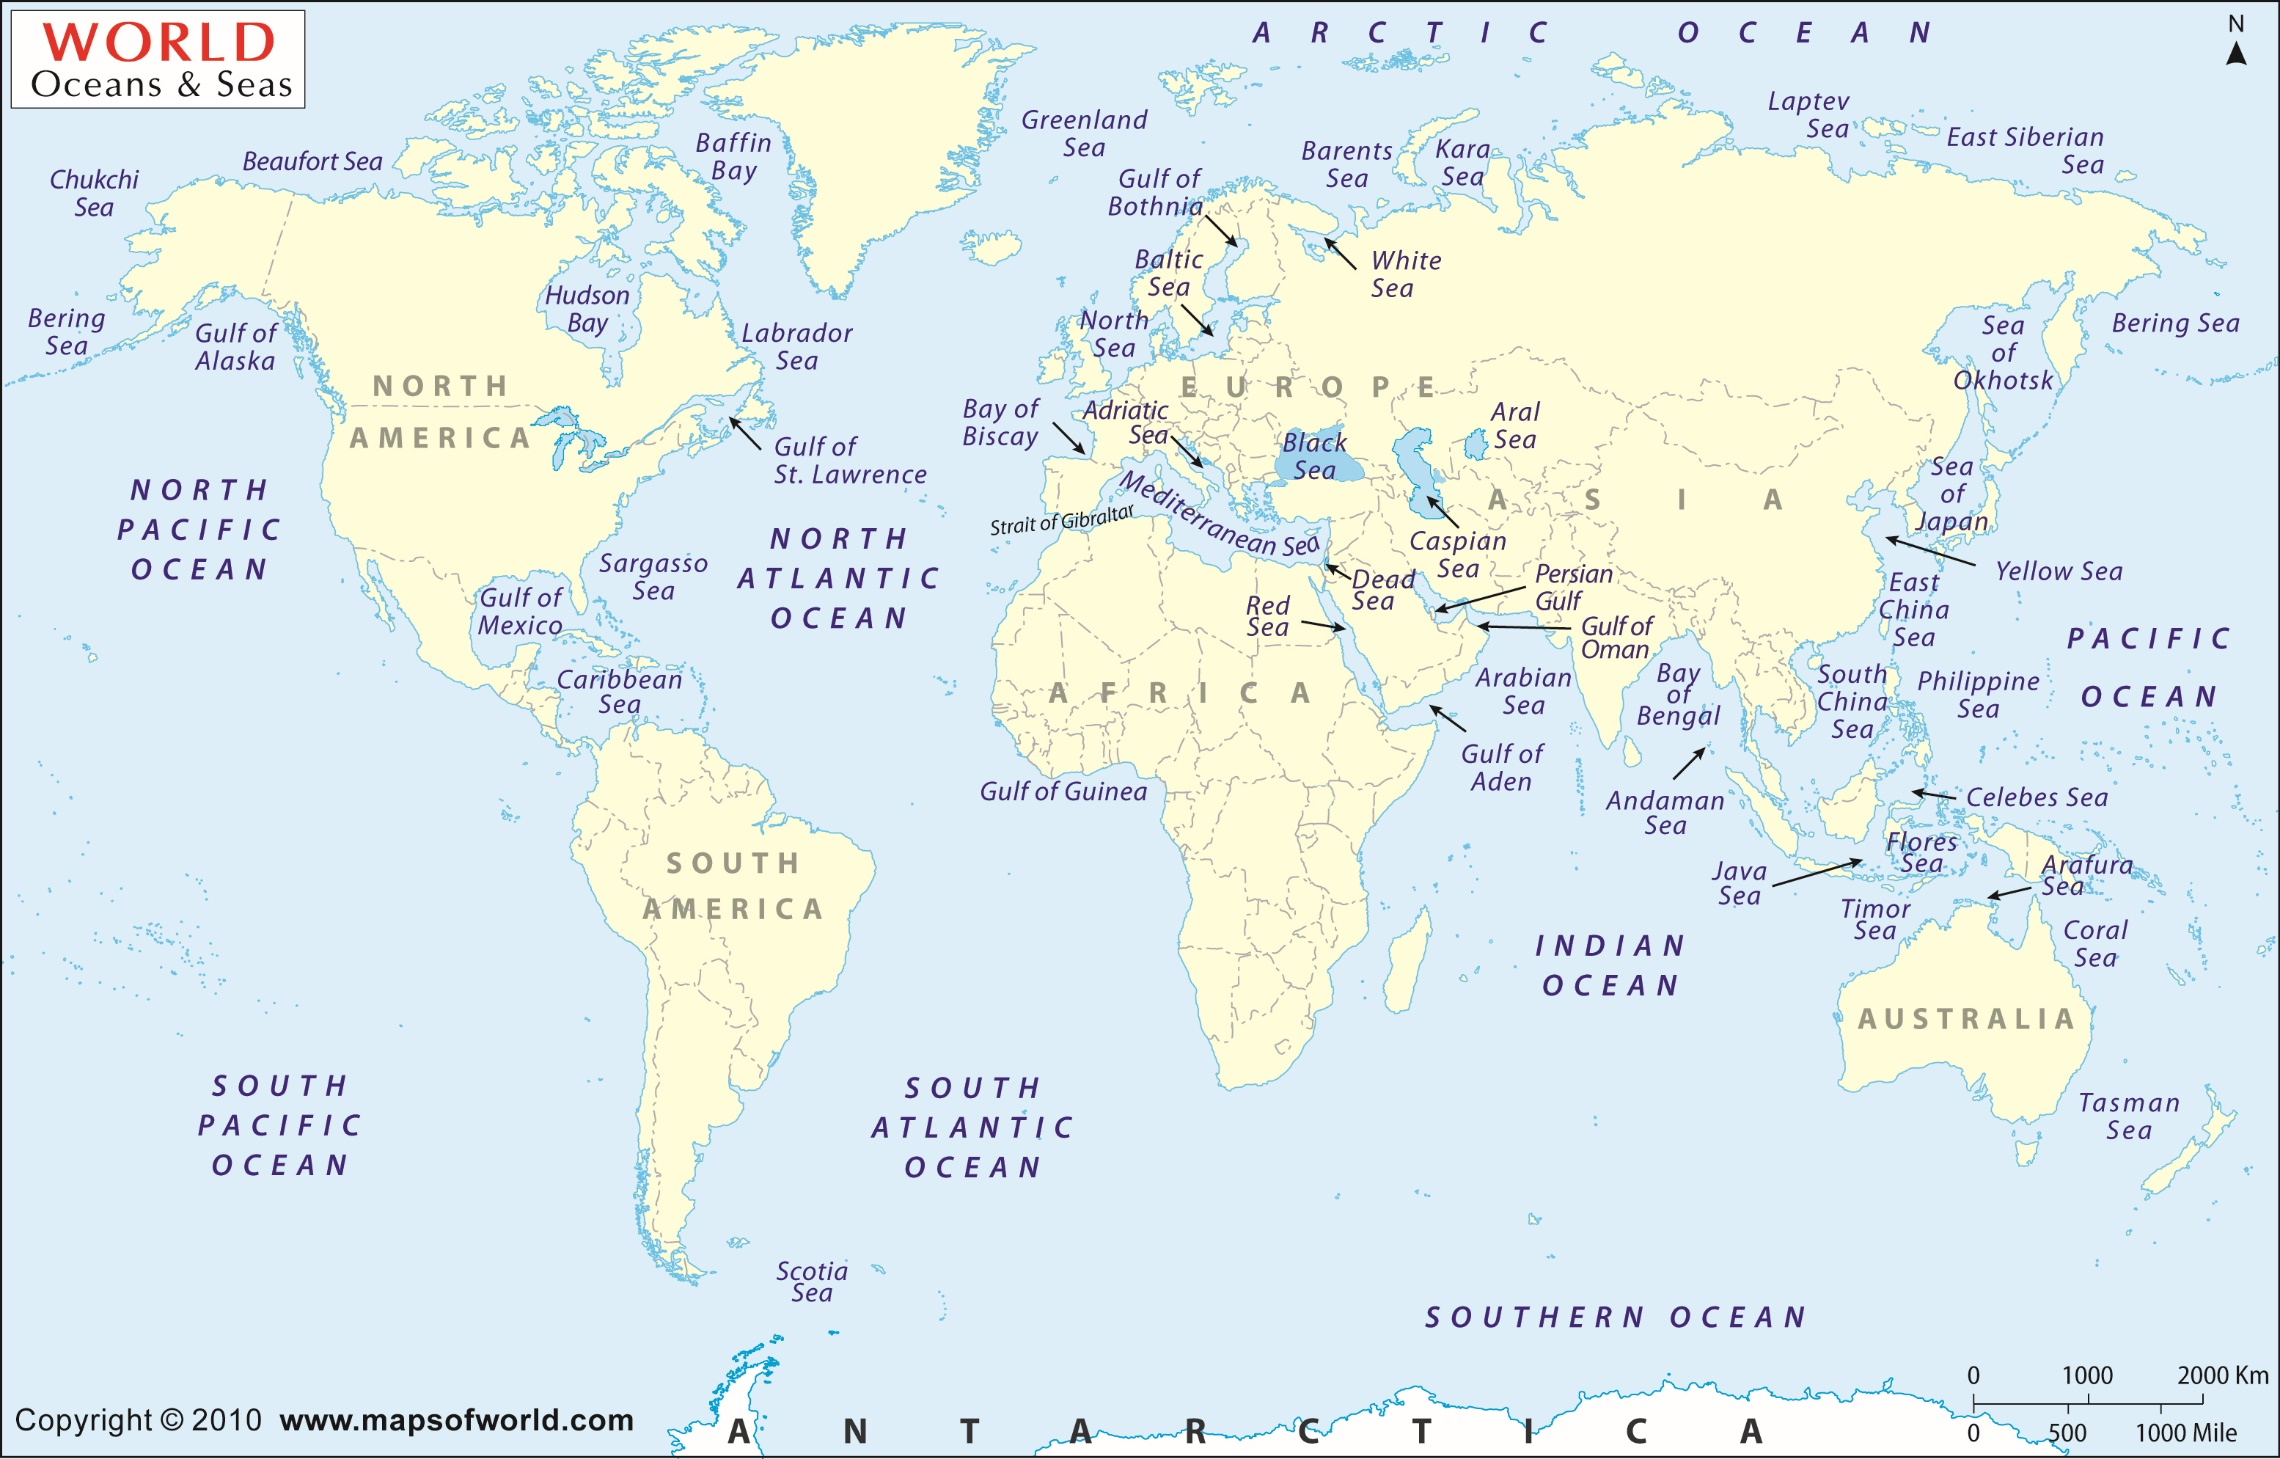 WORLD
Oceans & Seas
ARCTIC OCEAN
N
Chukchi
Sea
Beaufort Sea
Baffin
Bay
Greenland
Sea
Barents
Sea
Kara
Sea
Laptev
Sea
East Siberian
Sea
Gulf of
Bothnia
Baltic
Sea
White
Sea
Bering
Sea
Gulf of
Alaska
Hudson
Bay
Labrador
Sea
North
Sea
Sea
of
Okhotsk
Bering Sea
NORTH
AMERICA
EUROPE
ASIA
Gulf of
St. Lawrence
Bay of
Biscay
Adriatic
Sea
Black
Sea
Aral
Sea
Sea
of
Japan
NORTH
PACIFIC
OCEAN
NORTH
ATLANTIC
OCEAN
Strait of Gibraltar
Mediterranean Sea
Caspian
Sea
Yellow Sea
Sargasso
Sea
Gulf of
Mexico
Dead
Sea
Red
Sea
Persian
Gulf
Gulf of
Oman
East
China
Sea
PACIFIC
OCEAN
Caribbean
Sea
AFRICA
Arabian
Sea
Bay
of
Bengal
South
China
Sea
Philippine
Sea
Gulf of Guinea
Gulf of
Aden
Andaman
Sea
Celebes Sea
SOUTH
AMERICA
Java
Sea
Flores
Sea
Arafura
Sea
Timor
Sea
Coral
Sea
INDIAN
OCEAN
AUSTRALIA
SOUTH
PACIFIC
OCEAN
SOUTH
ATLANTIC
OCEAN
Tasman
Sea
Scotia
Sea
SOUTHERN OCEAN
0 1000 2000 Km
0 500 1000 Mile
Copyright © 2010 www.mapsofworld.com
ANTARCTICA